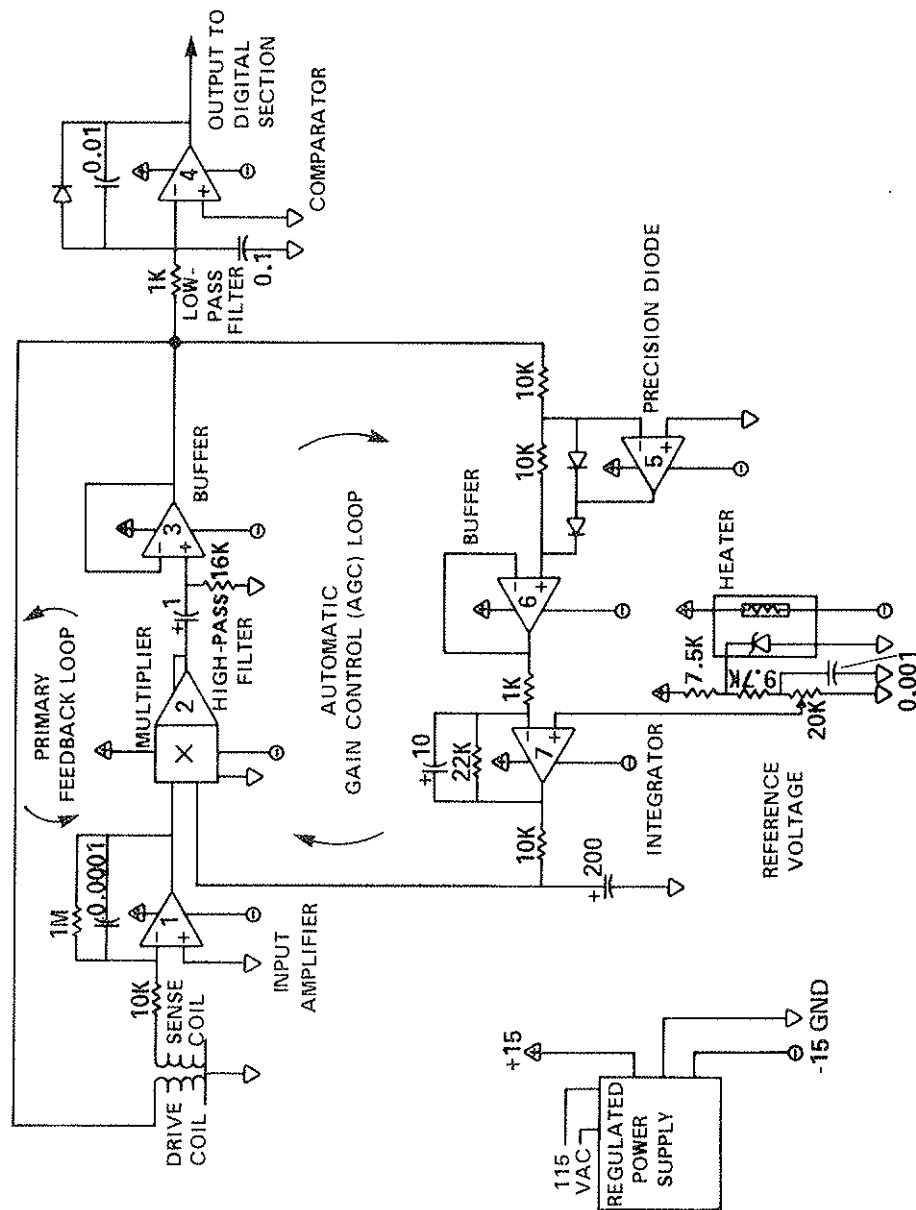 PRIMARY
FEEDBACK LOOP
1M
0.0001
10K
DRIVE
COIL
SENSE
COIL
-
+
1
INPUT
AMPLIFIER
MULTIPLIER
X
2
+
1
HIGH-PASS
FILTER
16K
-
+
3
BUFFER
AUTOMATIC
GAIN CONTROL (AGC) LOOP
1K
LOW-
PASS
FILTER
0.1
0.01
-
+
4
OUTPUT TO
DIGITAL
SECTION
COMPARATOR
10K
10K
-
+
5
PRECISION DIODE
BUFFER
-
+
6
1K
+
10
22K
-
+
7
INTEGRATOR
10K
+
200
HEATER
7.5K
9.7K
20K
0.001
REFERENCE
VOLTAGE
115
VAC
REGULATED
POWER
SUPPLY
+15
GND
-15